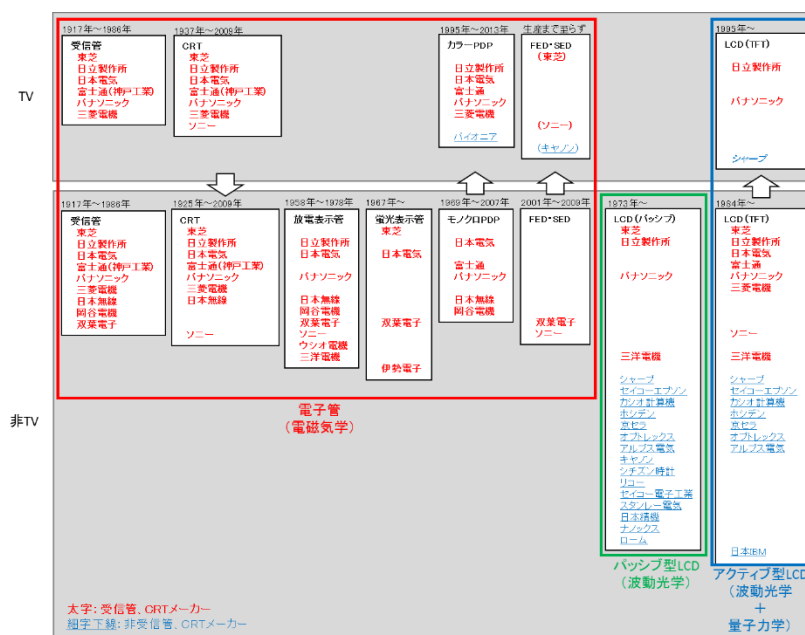 TV
1917年~1986年
受信管
東芝
日立製作所
日本電気
富士通(神戸工業)
パナソニック
三菱電機
1937年~2009年
CRT
東芝
日立製作所
日本電気
富士通(神戸工業)
パナソニック
三菱電機
ソニー
1995年~2013年
カラーPDP
日立製作所
日本電気
富士通
パナソニック
三菱電機
パイオニア
生産まで至らず
FED・SED
(東芝)
(ソニー)
(キヤノン)
1995年~
LCD(TFT)
日立製作所
パナソニック
シャープ
非TV
1917年~1986年
受信管
東芝
日立製作所
日本電気
富士通(神戸工業)
パナソニック
三菱電機
日本無線
岡谷電機
双葉電子
1925年~2009年
CRT
東芝
日立製作所
日本電気
富士通(神戸工業)
パナソニック
三菱電機
日本無線
ソニー
1958年~1978年
放電表示管
日立製作所
日本電気
パナソニック
日本無線
岡谷電機
双葉電子
ソニー
ウシオ電機
三洋電機
1967年~
蛍光表示管
東芝
日本電気
双葉電子
伊勢電子
1969年~2007年
モノクロPDP
日本電気
富士通
パナソニック
日本無線
岡谷電機
2001年~2009年
FED・SED
双葉電子
ソニー
1973年~
LCD(パッシブ)
東芝
日立製作所
パナソニック
三洋電機
シャープ
セイコーエプソン
カシオ計算機
ホシデン
京セラ
オプトレックス
アルプス電気
キヤノン
シチズン時計
リコー
セイコー電子工業
スタンレー電気
日本精機
ナノックス
ローム
1984年~
LCD(TFT)
東芝
日立製作所
日本電気
富士通
パナソニック
三菱電機
ソニー
三洋電機
シャープ
セイコーエプソン
カシオ計算機
ホシデン
京セラ
オプトレックス
アルプス電気
日本IBM
電子管
(電磁気学)
パッシブ型LCD
(波動光学)
アクティブ型LCD
(波動光学
+
量子力学)
太字: 受信管、CRTメーカー
細字下線: 非受信管、CRTメーカー